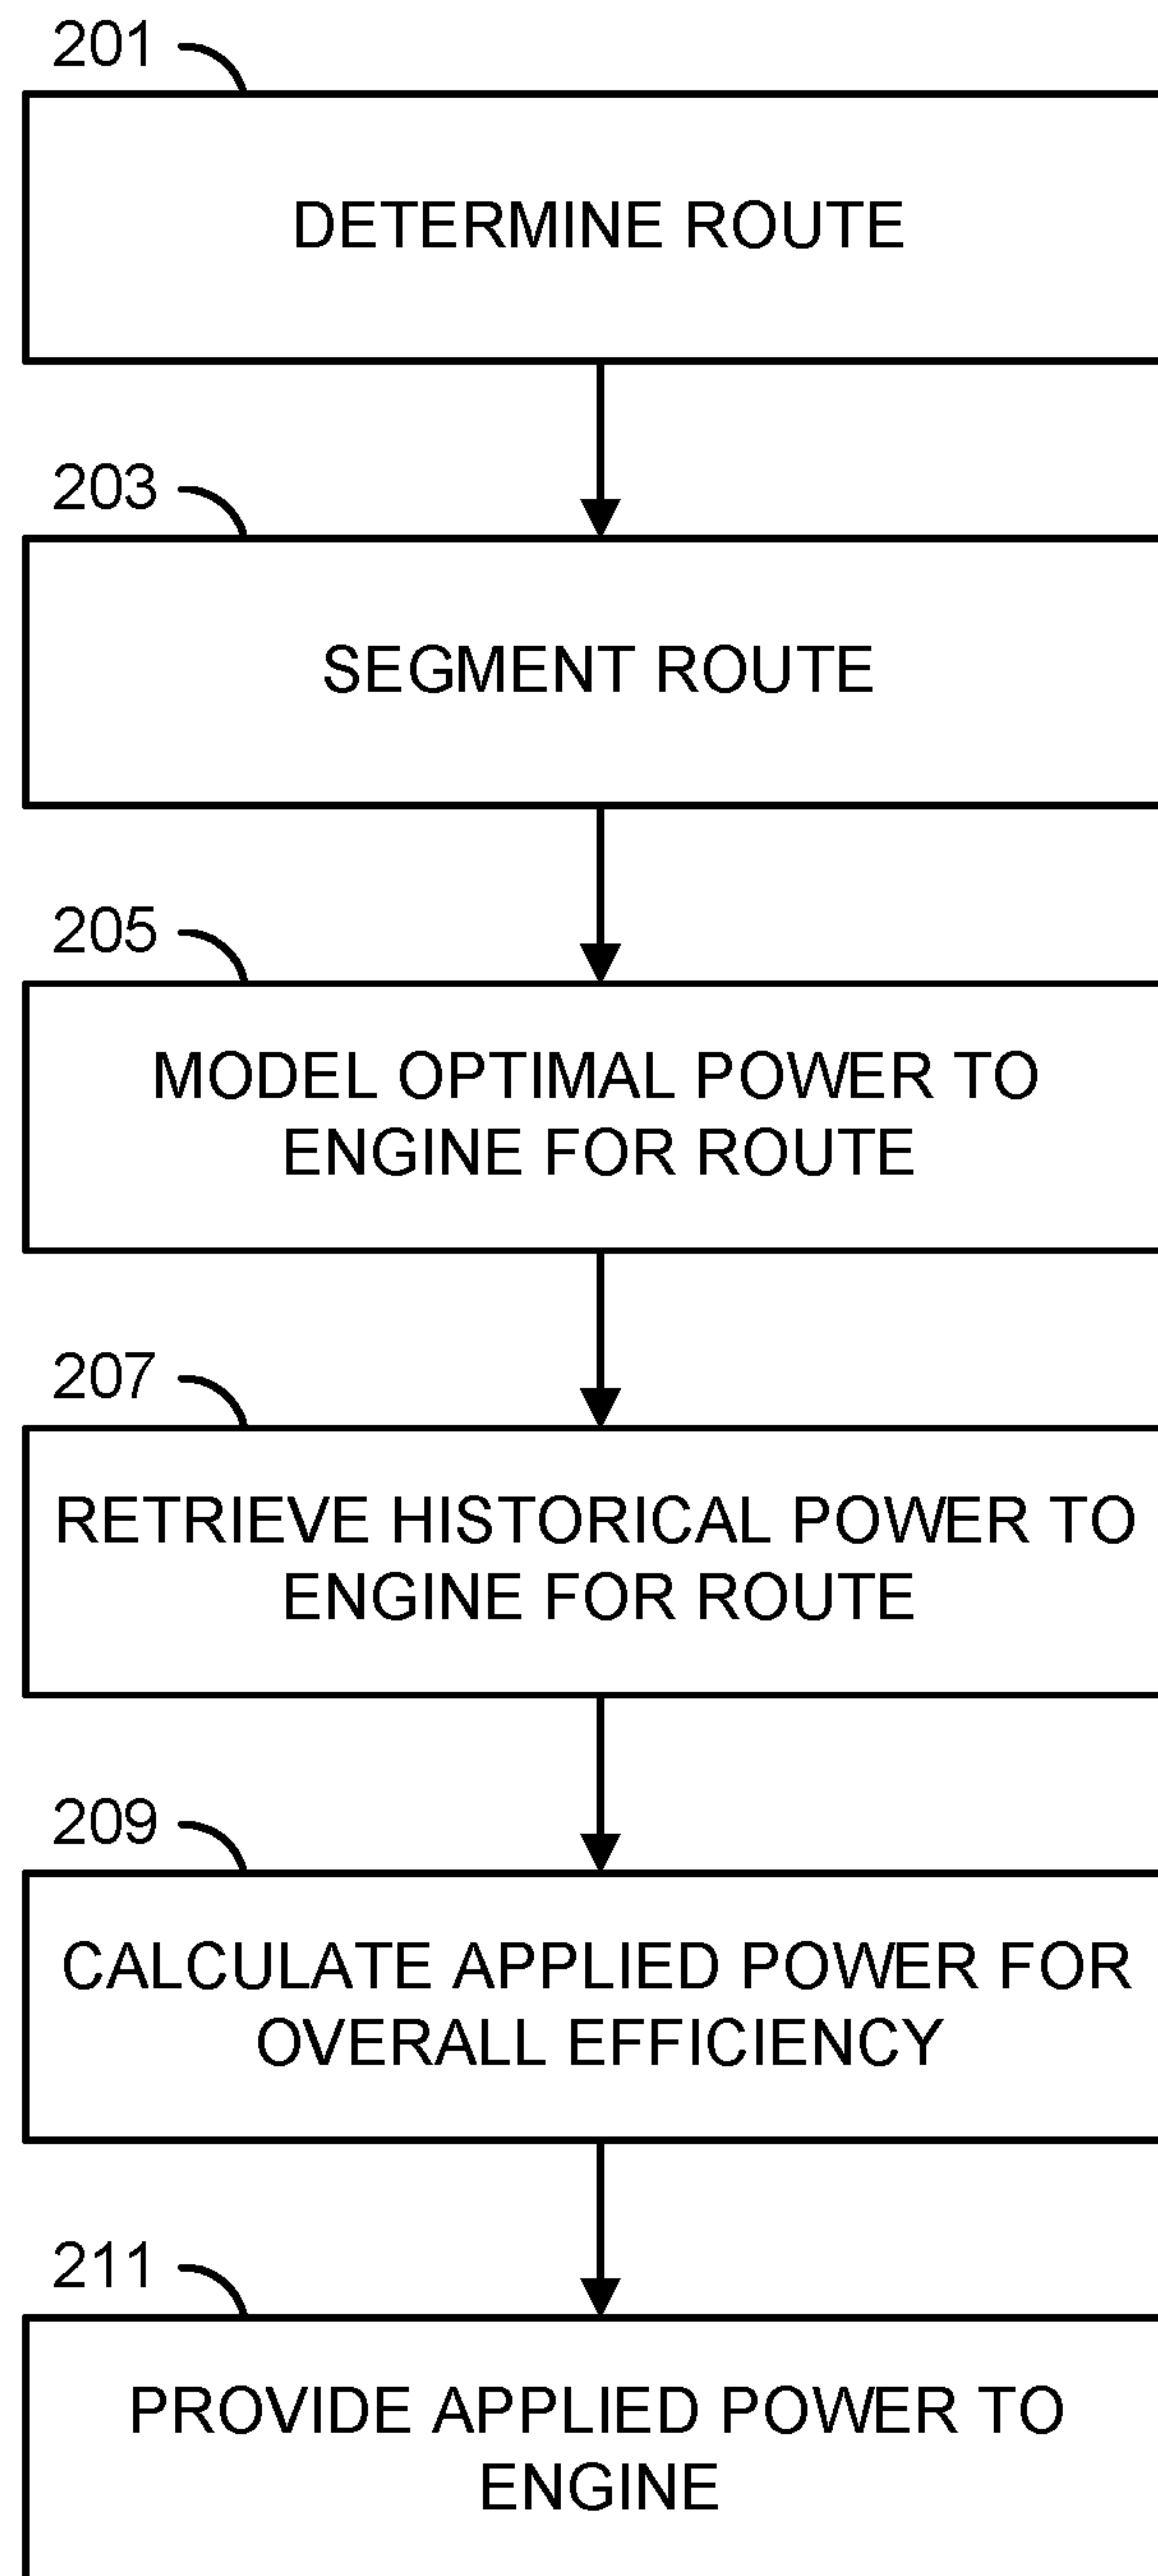 201
DETERMINE ROUTE
203
SEGMENT ROUTE
205
MODEL OPTIMAL POWER TO
ENGINE FOR ROUTE
207
RETRIEVE HISTORICAL POWER TO
ENGINE FOR ROUTE
209
CALCULATE APPLIED POWER FOR
OVERALL EFFICIENCY
211
PROVIDE APPLIED POWER TO
ENGINE